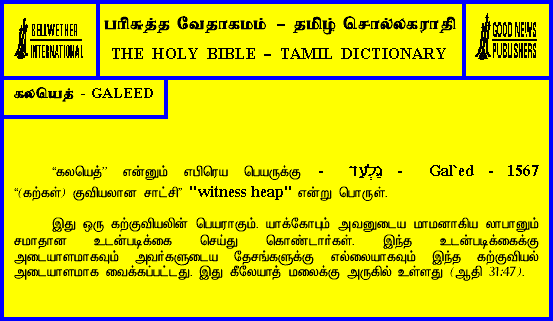 BELLWETHER
INTERNATIONAL
பரிசுத்த வேதாகமம் – தமிழ் சொல்லகராதி
THE HOLY BIBLE – TAMIL DICTIONARY
GOOD NEWS
PUBLISHERS
கலயெத் - GALEED
“கலயெத்” என்னும் எபிரெய பெயருக்கு - גַּלְעֵד - Gal`ed - 1567
“(கற்கள்) குவியலான சாட்சி” "witness heap" என்று பொருள்.
இது ஒரு கற்குவியலின் பெயராகும். யாக்கோபும் அவனுடைய மாமனாகிய லாபானும்
சமாதான உடன்படிக்கை செய்து கொண்டார்கள். இந்த உடன்படிக்கைக்கு
அடையாளமாகவும் அவர்களுடைய தேசங்களுக்கு எல்லையாகவும் இந்த கற்குவியல்
அடையாளமாக வைக்கப்பட்டது. இது கீலேயாத் மலைக்கு அருகில் உள்ளது (ஆதி 31:47).